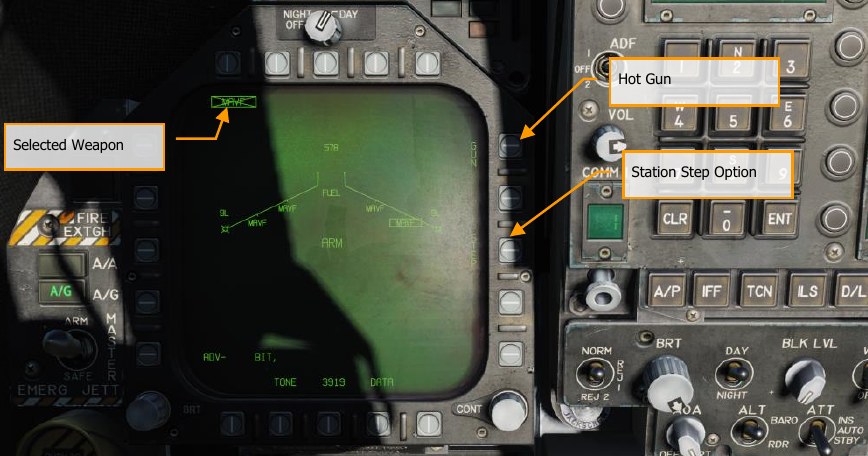 NIGHT
DAY
OFF
Selected Weapon
Hot Gun
Station Step Option
578
GUN
FUEL
MAVF
MAVF
MAVF
ARM
ADV-
BIT,
TONE
3919
DATA
FIRE
EXTGH
A/A
A/G
A/G
ARM
MASTER
SAFE
EMERG JETT
BRT
CONT
ADF
1
OFF
2
VOL
COMM
1
N
2
3
W
4
5
E
6
S
9
CLR
–
0
ENT
A/P
IFF
TCN
ILS
D/L
NORM
REJ 1
REJ 2
BRT
DAY
NIGHT
BLK LVL
ALT
BARO
RDR
ATT
INS
AUTO
STBY